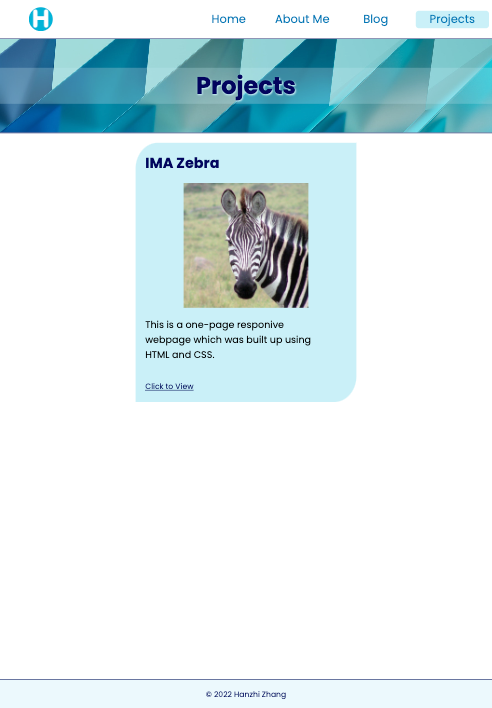 H
Home About Me Blog Projects
Projects
IMA Zebra
This is a one-page responive
webpage which was built up using
HTML and CSS.
Click to View
© 2022 Hanzhi Zhang